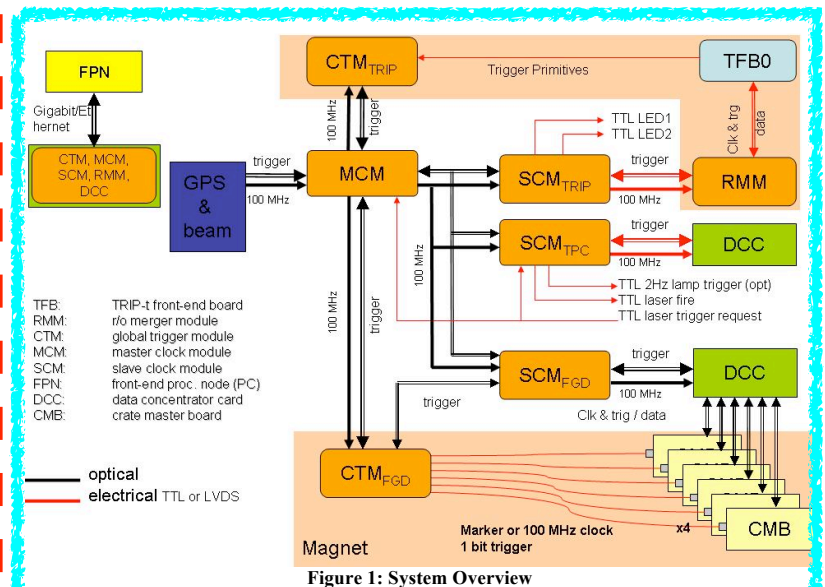 CTM TRIP
FPN
Trigger Primitives
TFB0
Gigabit/Et
hernet
100 MHz
trigger
Clk & trg
data
TTL LED1
TTL LED2
CTM, MCM,
SCM, RMM,
DCC
GPS
&
beam
trigger
100 MHz
MCM
SCM TRIP
trigger
100 MHz
RMM
100 MHz
trigger
100 MHz
SCM TPC
trigger
100 MHz
DCC
TTL 2Hz lamp trigger (opt)
TTL laser fire
TTL laser trigger request
TFB: TRIP-t front-end board
RMM: r/o merger module
CTM: global trigger module
MCM: master clock module
SCM: slave clock module
FPN: front-end proc. node (PC)
DCC: data concentrator card
CMB: crate master board
SCM FGD
trigger
100 MHz
DCC
trigger
Clk & trig / data
optical
electrical TTL or LVDS
CTM FGD
Marker or 100 MHz clock
1 bit trigger
x4
CMB
Magnet
Figure 1: System Overview